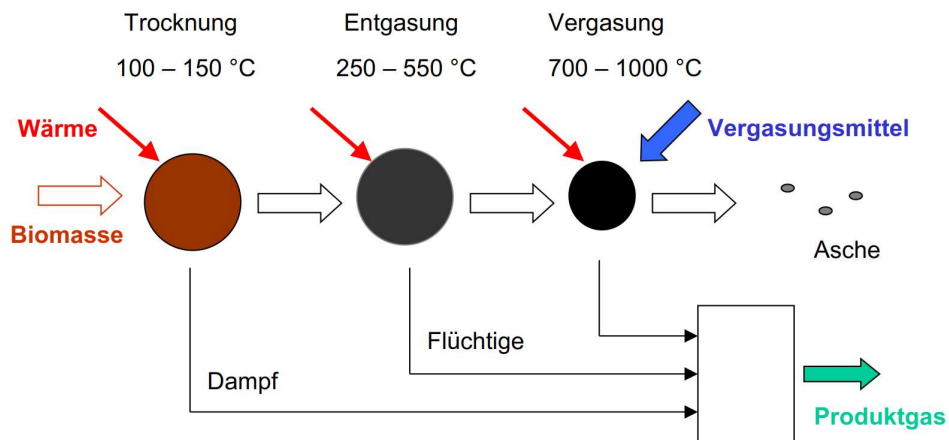 Trocknung
Entgasung
Vergasung
100 – 150 °C
250 – 550 °C
700 – 1000 °C
Wärme
Vergasungsmittel
Biomasse
Asche
Flüchtige
Dampf
Produktgas